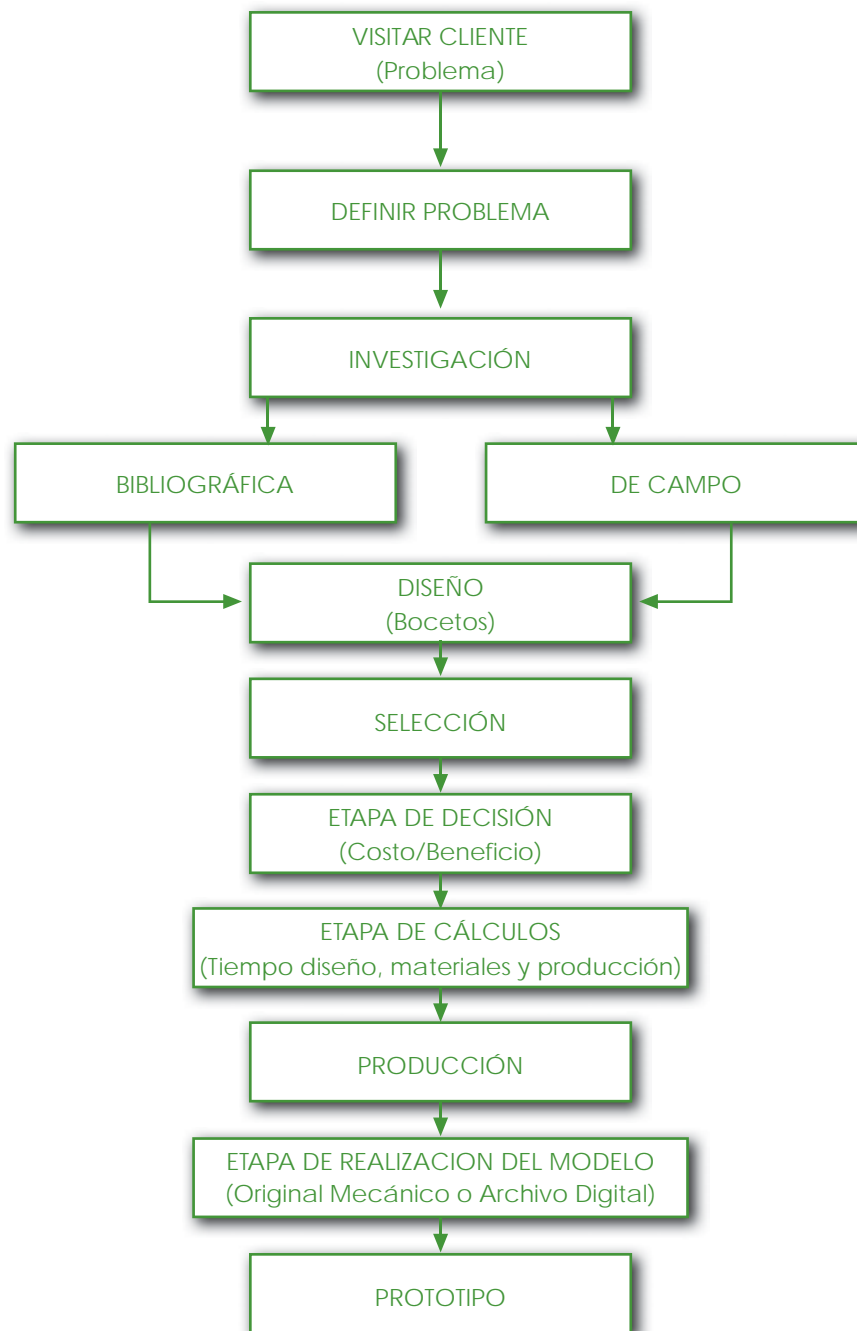 VISITAR CLIENTE
(Problema)
DEFINIR PROBLEMA
INVESTIGACIÓN
BIBLIOGRÁFICA
DE CAMPO
DISEÑO
(Bocetos)
SELECCIÓN
ETAPA DE DECISIÓN
(Costo/Beneficio)
ETAPA DE CÁLCULOS
(Tiempo diseño, materiales y producción)
PRODUCCIÓN
ETAPA DE REALIZACION DEL MODELO
(Original Mecánico o Archivo Digital)
PROTOTIPO